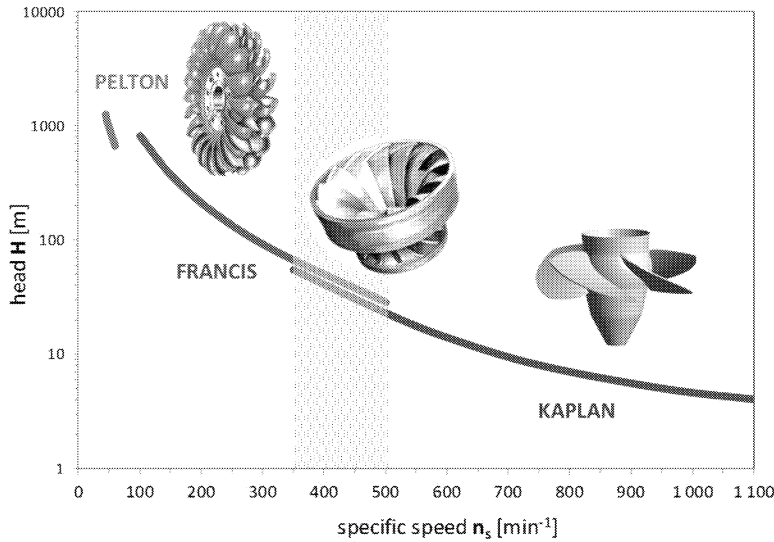 10000
1000
100
10
1
head H [m]
PELTON
FRANCIS
KAPLAN
0 100 200 300 400 500 600 700 800 900 1 000 1 100
specific speed nₛ [min⁻¹]